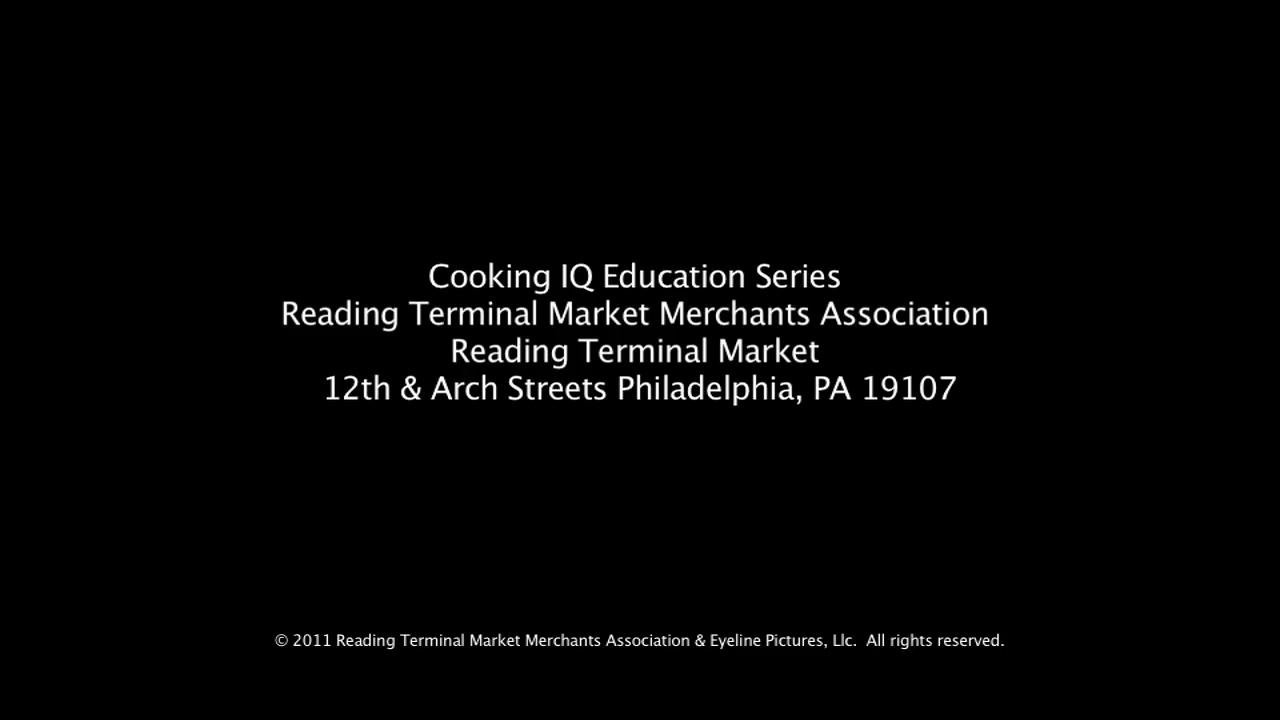 Cooking IQ Education Series
Reading Terminal Market Merchants Association
Reading Terminal Market
12th & Arch Streets Philadelphia, PA 19107
© 2011 Reading Terminal Market Merchants Association & Eyeline Pictures, Llc.  All rights reserved.